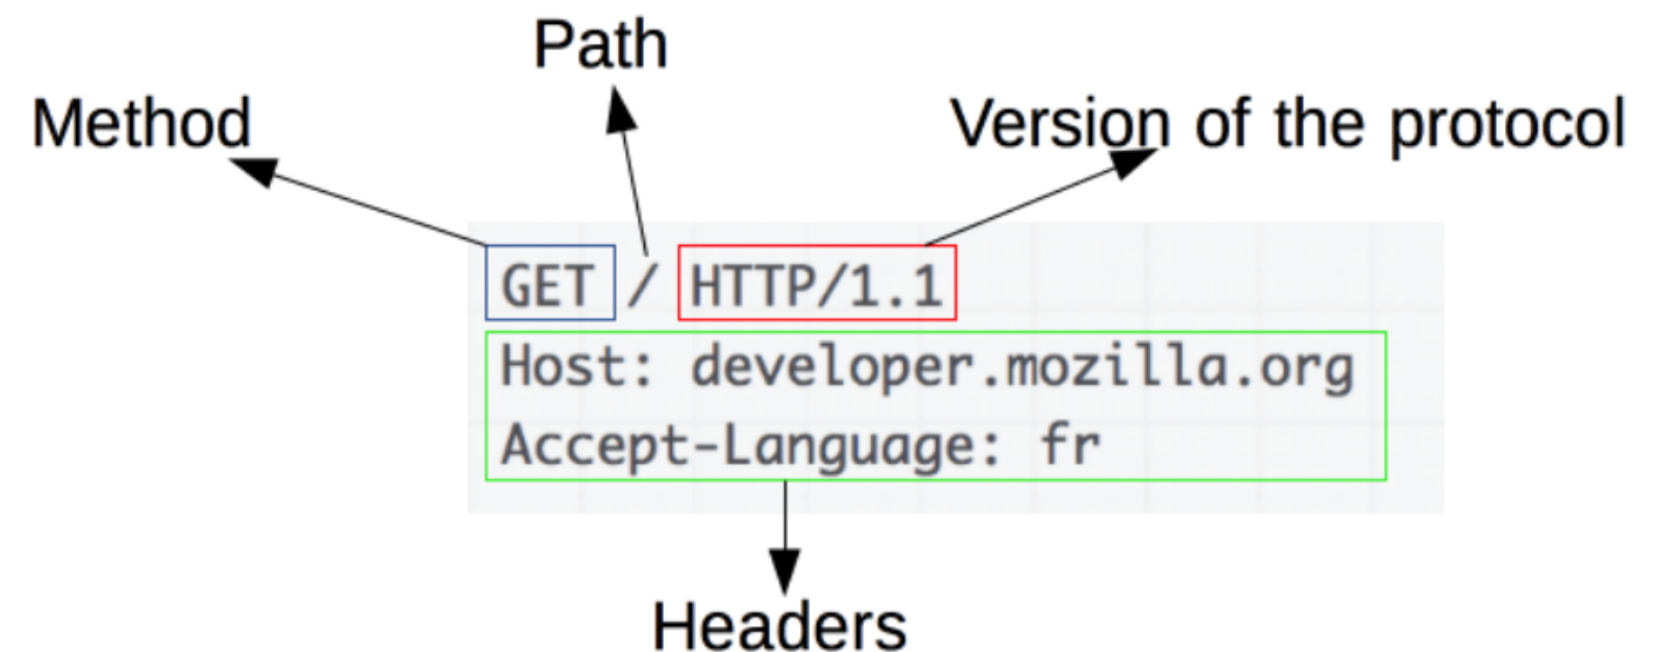 Path
Method
Version of the protocol
GET / HTTP/1.1
Host: developer.mozilla.org
Accept-Language: fr
Headers